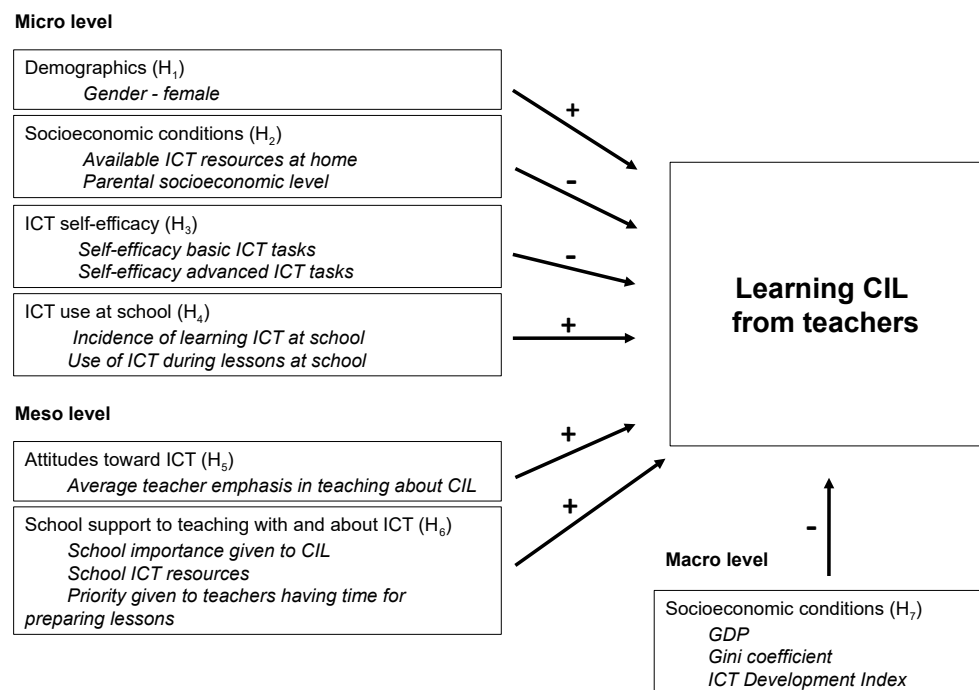 Micro level
Demographics (H₁)
Gender - female
Socioeconomic conditions (H₂)
Available ICT resources at home
Parental socioeconomic level
ICT self-efficacy (H₃)
Self-efficacy basic ICT tasks
Self-efficacy advanced ICT tasks
ICT use at school (H₄)
Incidence of learning ICT at school
Use of ICT during lessons at school
+
-
-
+
Learning CIL
from teachers
Meso level
Attitudes toward ICT (H₅)
Average teacher emphasis in teaching about CIL
School support to teaching with and about ICT (H₆)
School importance given to CIL
School ICT resources
Priority given to teachers having time for
preparing lessons
+
+
-
Macro level
Socioeconomic conditions (H₇)
GDP
Gini coefficient
ICT Development Index